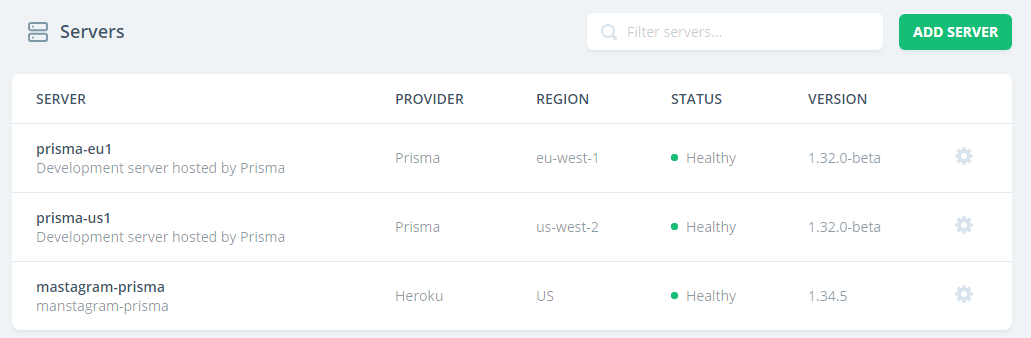 Servers
Filter servers...
ADD SERVER
SERVER PROVIDER REGION STATUS VERSION
prisma-eu1
Development server hosted by Prisma
Prisma eu-west-1 Healthy 1.32.0-beta
prisma-us1
Development server hosted by Prisma
Prisma us-west-2 Healthy 1.32.0-beta
mastagram-prisma
manstagram-prisma
Heroku US Healthy 1.34.5